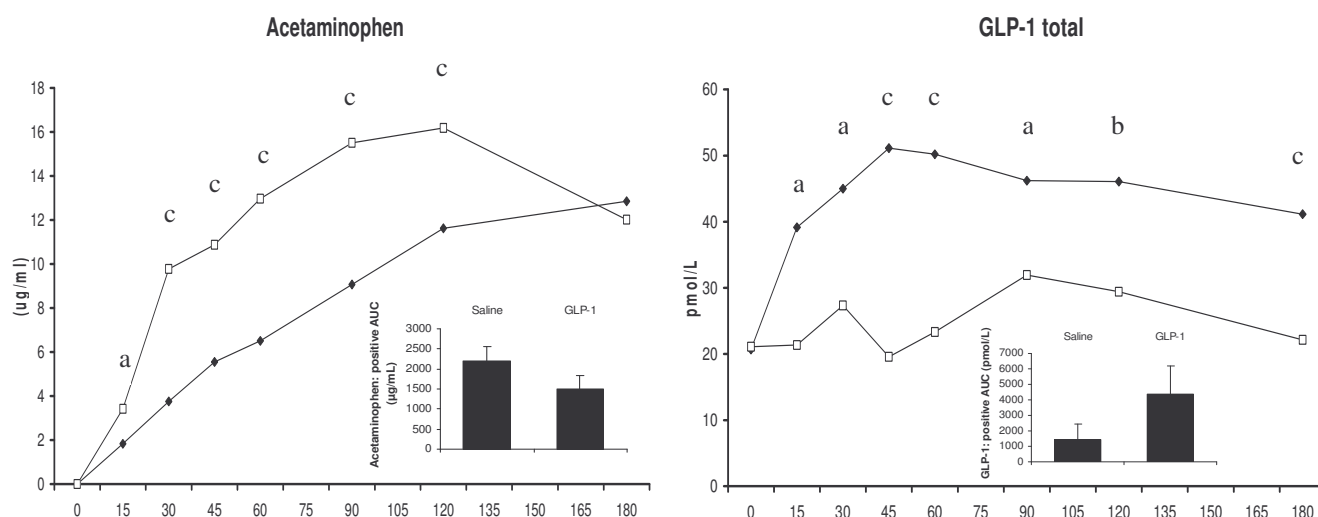 Acetaminophen
18
16
14
12
10
8
6
4
2
0
(ug/ml)
a
c
c
c
c
c
0 15 30 45 60 75 90 105 120 135 150 165 180
Acetaminophen: positive AUC
(µg/mL)
3000
2500
2000
1500
1000
500
0
Saline GLP-1
GLP-1 total
60
50
40
30
20
10
0
pmol/L
a
a
c
c
a
b
c
0 15 30 45 60 75 90 105 120 135 150 165 180
GLP-1: positive AUC (pmol/L)
7000
6000
5000
4000
3000
2000
1000
0
Saline GLP-1